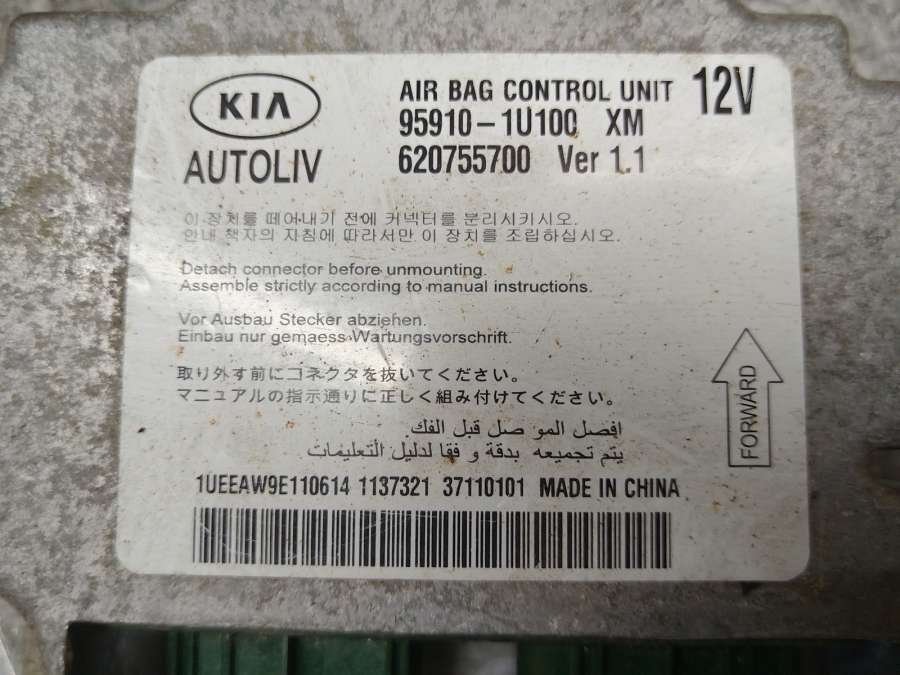 KIA
AUTOLIV
AIR BAG CONTROL UNIT 12V
95910-1U100 XM
620755700 Ver 1.1
이 장치를 떼어내기 전에 커넥터를 분리시키시오.
안내 책자의 지침에 따라서만 이 장치를 조립하십시오.
Detach connector before unmounting.
Assemble strictly according to manual instructions.
Vor Ausbau Stecker abziehen.
Einbau nur gemaess Wartungsvorschrift.
取り外す前にコネクタを抜いてください。
マニュアルの指示通りに正しく組み付けてください。
افصل الموصل قبل الفك.
يتم تجميعه بدقة و فقا لدليل التعليمات
FORWARD
1UEEAW9E110614 1137321 37110101 MADE IN CHINA